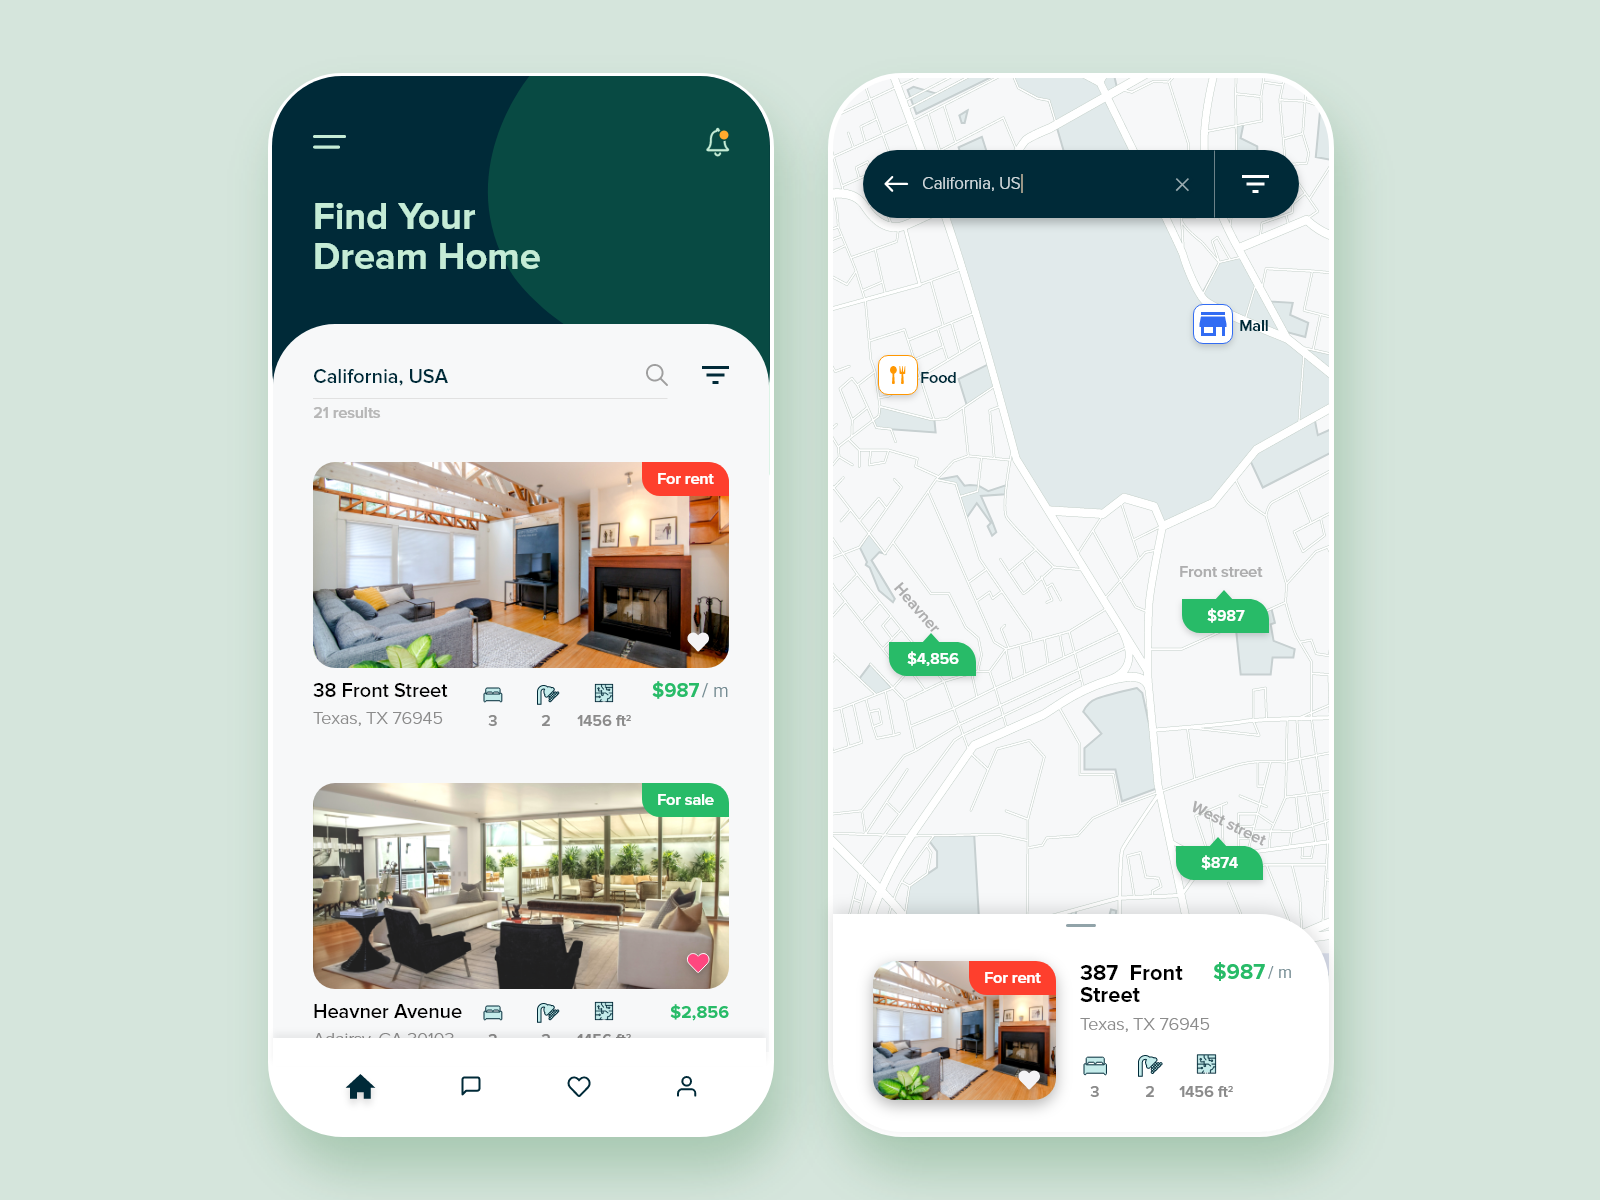 Find Your
Dream Home
California, USA
21 results
For rent
38 Front Street
$987 / m
Texas, TX 76945
3
2
1456 ft²
For sale
Heavner Avenue
$2,856
California, US
Mall
Food
Front street
$987
Heavner
$4,856
West street
$874
For rent
387 Front
Street
$987 / m
Texas, TX 76945
3
2
1456 ft²